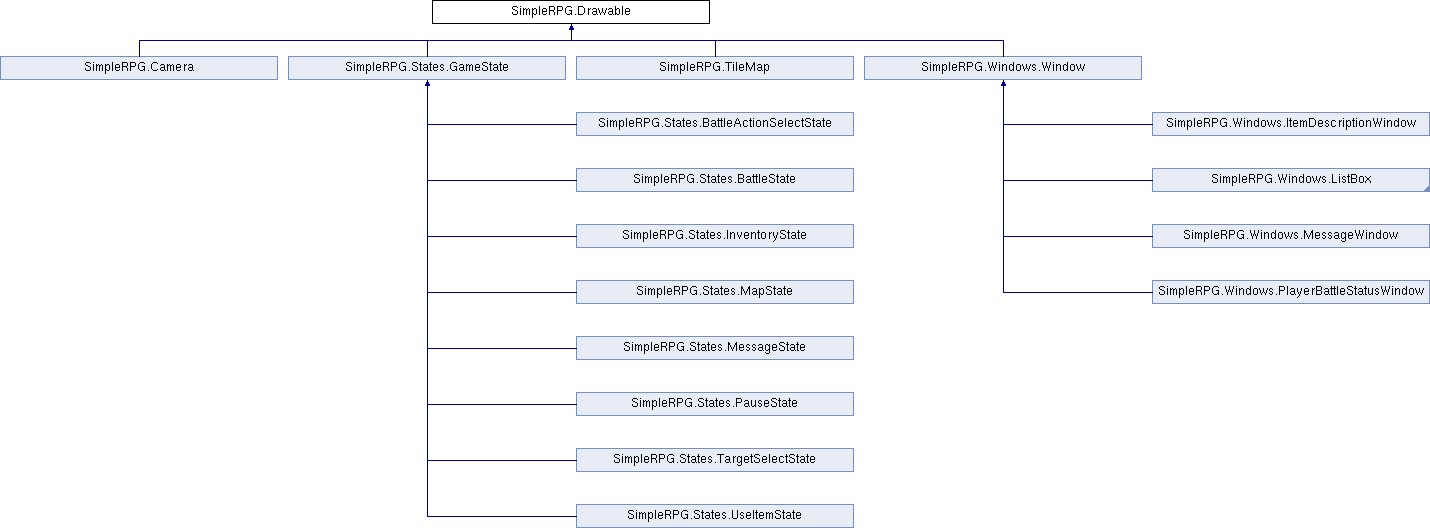 SimpleRPG.Drawable
SimpleRPG.Camera
SimpleRPG.States.GameState
SimpleRPG.TileMap
SimpleRPG.Windows.Window
SimpleRPG.States.BattleActionSelectState
SimpleRPG.Windows.ItemDescriptionWindow
SimpleRPG.States.BattleState
SimpleRPG.Windows.ListBox
SimpleRPG.States.InventoryState
SimpleRPG.Windows.MessageWindow
SimpleRPG.States.MapState
SimpleRPG.Windows.PlayerBattleStatusWindow
SimpleRPG.States.MessageState
SimpleRPG.States.PauseState
SimpleRPG.States.TargetSelectState
SimpleRPG.States.UseItemState